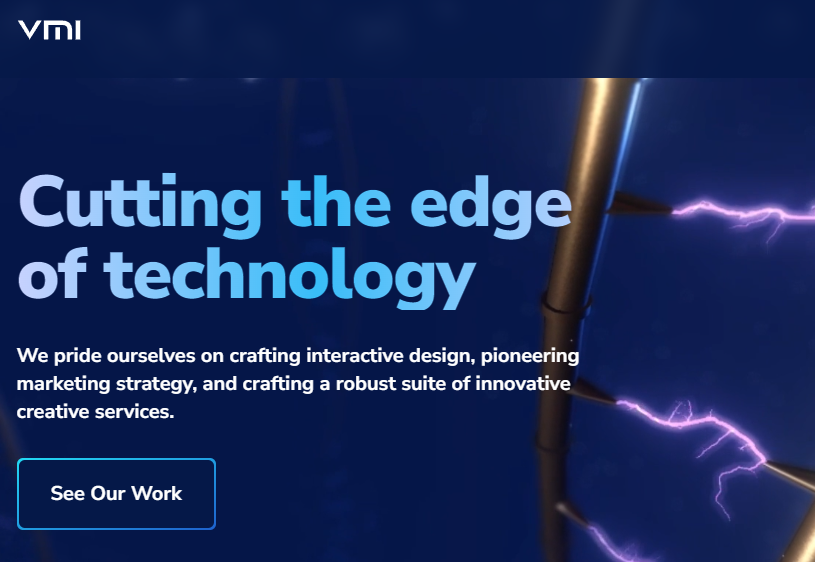 vmi
Cutting the edge
of technology
We pride ourselves on crafting interactive design, pioneering
marketing strategy, and crafting a robust suite of innovative
creative services.
See Our Work